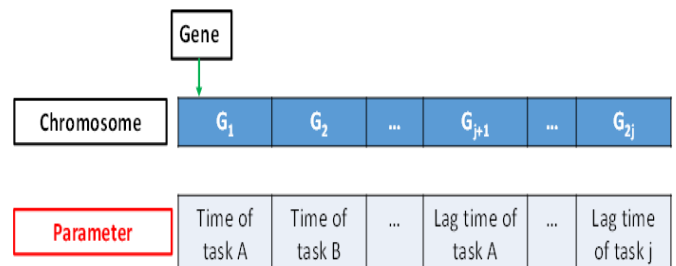 Gene
Chromosome G1 G2 ... Gj+1 ... G2j
Parameter Time of task A Time of task B ... Lag time of task A ... Lag time of task j